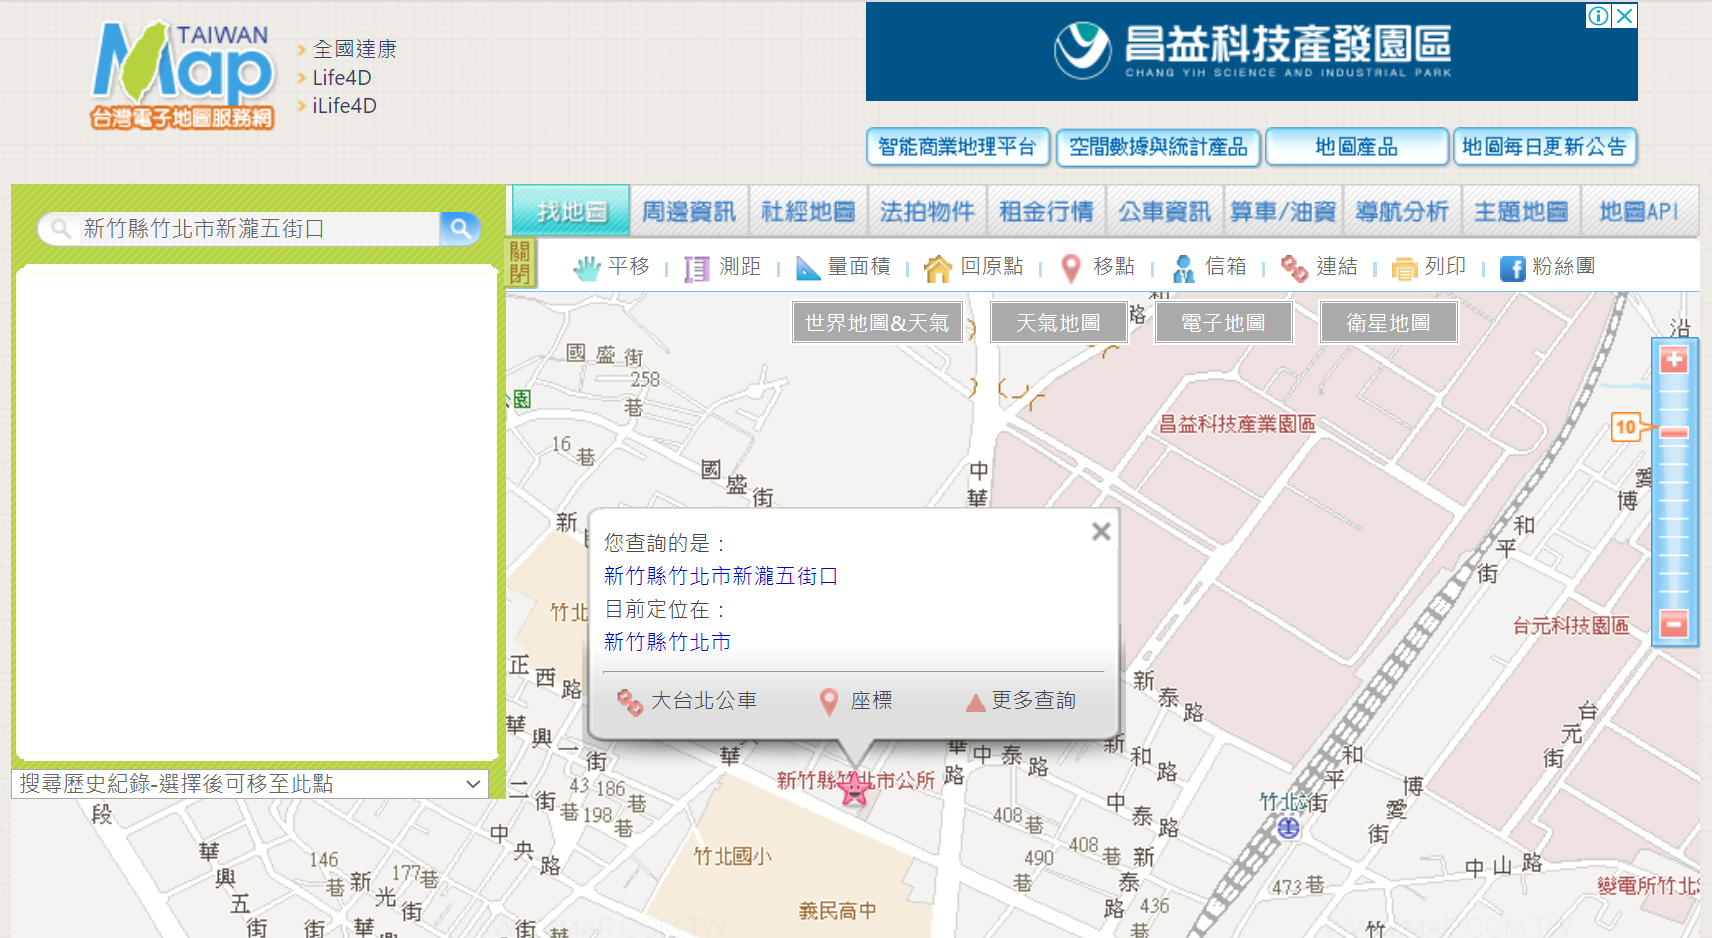 TAIWAN
Map
台灣電子地圖服務網
全國達康
Life4D
iLife4D
昌益科技產發園區
CHANG YIH SCIENCE AND INDUSTRIAL PARK
智能商業地理平台
空間數據與統計產品
地圖產品
地圖每日更新公告
新竹縣竹北市新瀧五街口
找地圖
周邊資訊
社經地圖
法拍物件
租金行情
公車資訊
算車/油資
導航分析
主題地圖
地圖API
關閉
平移
測距
量面積
回原點
移點
信箱
連結
列印
粉絲團
世界地圖&天氣
天氣地圖
電子地圖
衛星地圖
路
沿
國盛街
258
巷
公園
昌益科技產業園區
10
16巷
國盛街
中華
愛
博
新
和平街
您查詢的是：
新竹縣竹北市新瀧五街口
目前定位在：
新竹縣竹北市
大台北公車
座標
更多查詢
竹北
台元科技園區
正西路
新泰路
台元街
華興一街
華
華
路
中泰路
新和路
和平街
搜尋歷史紀錄-選擇後可移至此點
新竹縣竹北市公所
二街
43
186巷
巷
198巷
中泰路
竹北
博愛街
段
中央路
408巷
竹北國小
華興五街
146巷
177巷
新光街
490巷
408巷
新泰路
中山路
473巷
變電所竹北
義民高中
436
街
華
街
華
竹
MAP.COM.TW
MAP.COM.TW